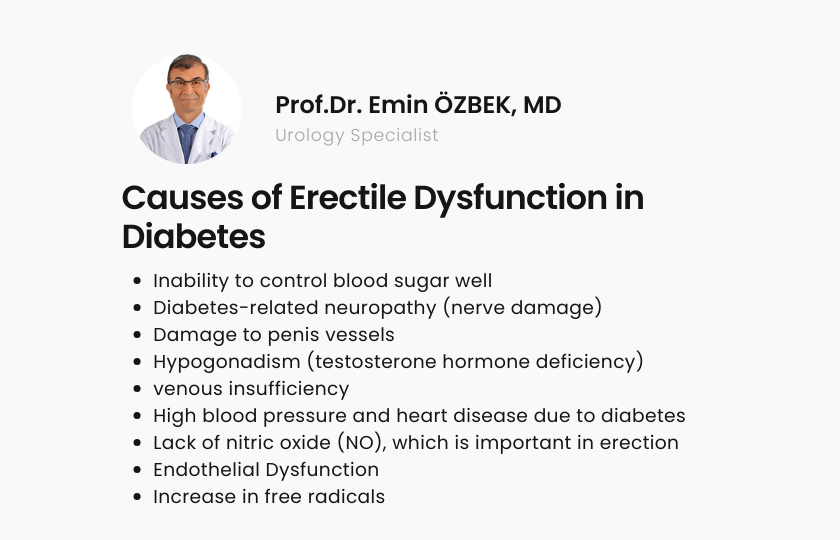 Prof.Dr. Emin ÖZBEK, MD
Urology Specialist
Causes of Erectile Dysfunction in
Diabetes
• Inability to control blood sugar well
• Diabetes-related neuropathy (nerve damage)
• Damage to penis vessels
• Hypogonadism (testosterone hormone deficiency)
• venous insufficiency
• High blood pressure and heart disease due to diabetes
• Lack of nitric oxide (NO), which is important in erection
• Endothelial Dysfunction
• Increase in free radicals